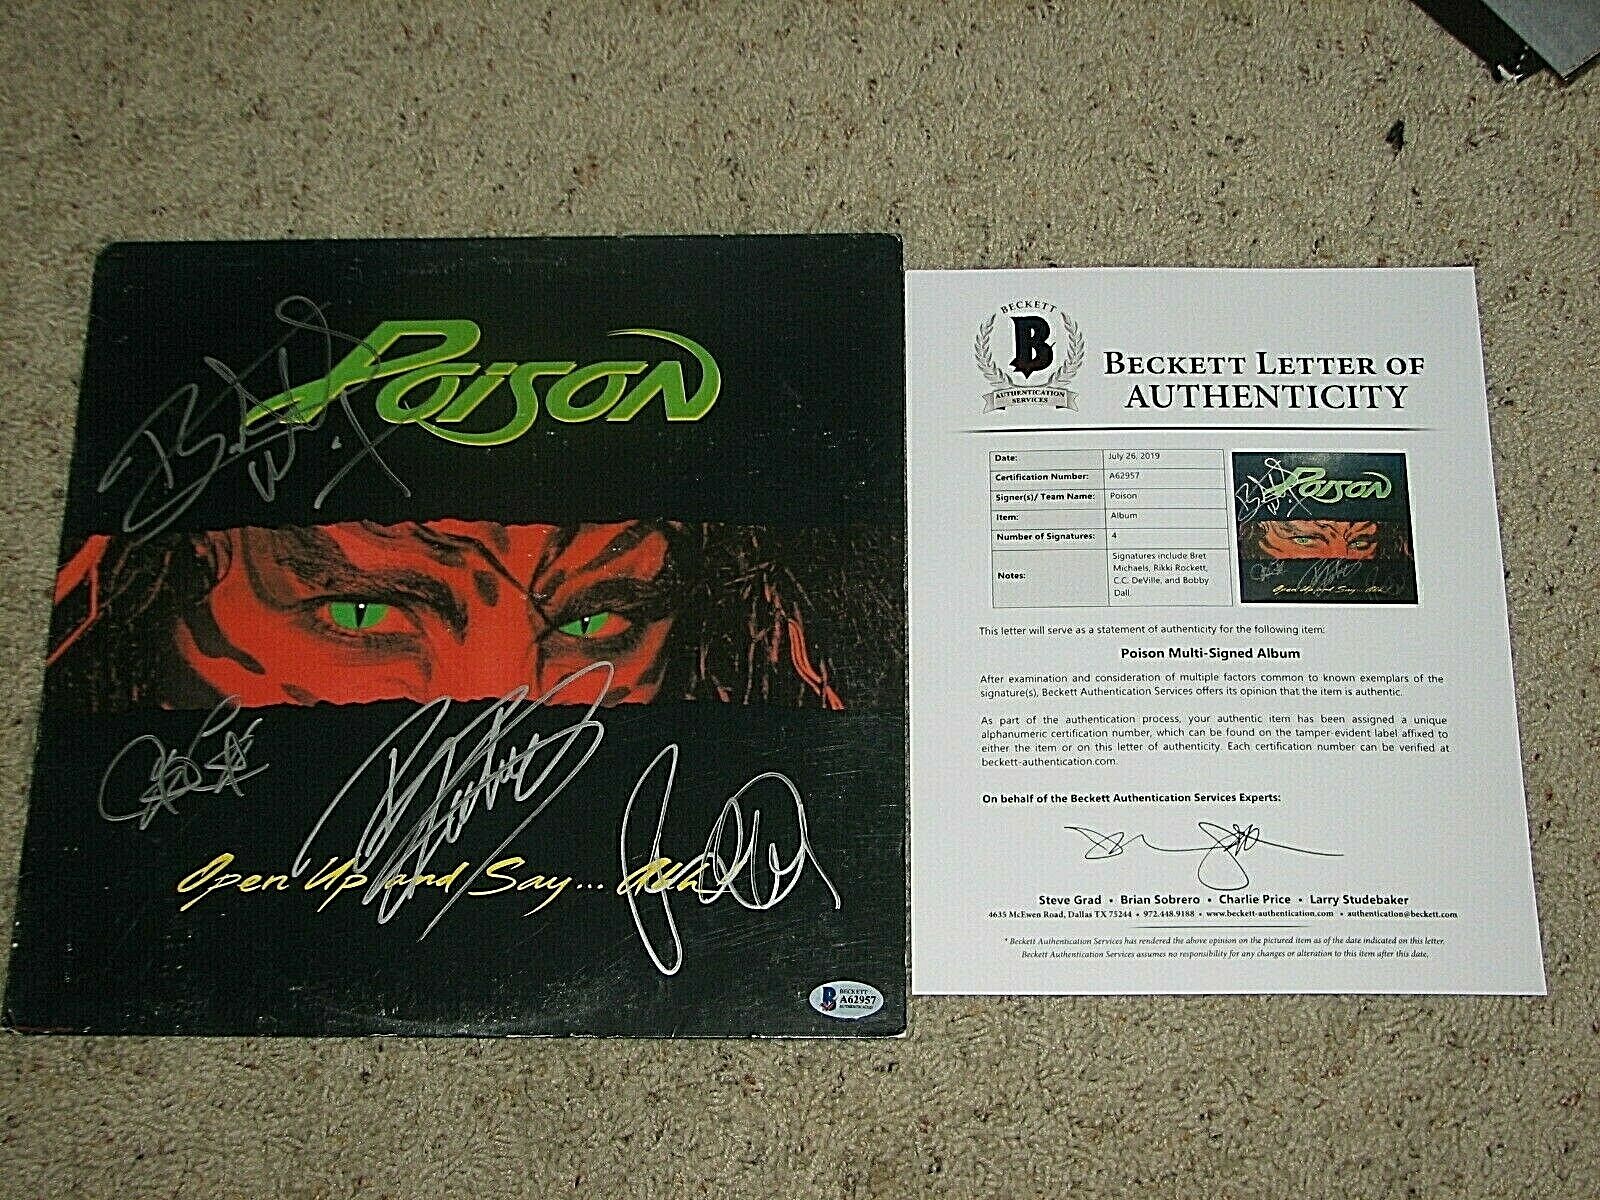 POISON
Open Up and Say... Ahh!
BECKETT
A62957
BECKETT
B
AUTHENTICATION
SERVICES
BECKETT LETTER OF
AUTHENTICITY
Date: July 26, 2019
Certification Number: A62957
Signer(s)/ Team Name: Poison
Item: Album
Number of Signatures: 4
Notes: Signatures include Bret
Michaels, Rikki Rockett,
C.C. DeVille, and Bobby
Dall.
POISON
Open Up and Say... Ahh!
This letter will serve as a statement of authenticity for the following item:
Poison Multi-Signed Album
After examination and consideration of multiple factors common to known exemplars of the
signature(s), Beckett Authentication Services offers its opinion that the item is authentic.
As part of the authentication process, your authentic item has been assigned a unique
alphanumeric certification number, which can be found on the tamper-evident label affixed to
either the item or on this letter of authenticity. Each certification number can be verified at
beckett-authentication.com.
On behalf of the Beckett Authentication Services Experts:
Steve Grad • Brian Sobrero • Charlie Price • Larry Studebaker
4635 McEwen Road, Dallas TX 75244 • 972.448.9188 • www.beckett-authentication.com • authentication@beckett.com
* Beckett Authentication Services has rendered the above opinion on the pictured item as of the date indicated on this letter.
Beckett Authentication Services assumes no responsibility for any changes or alteration to this item after this date.